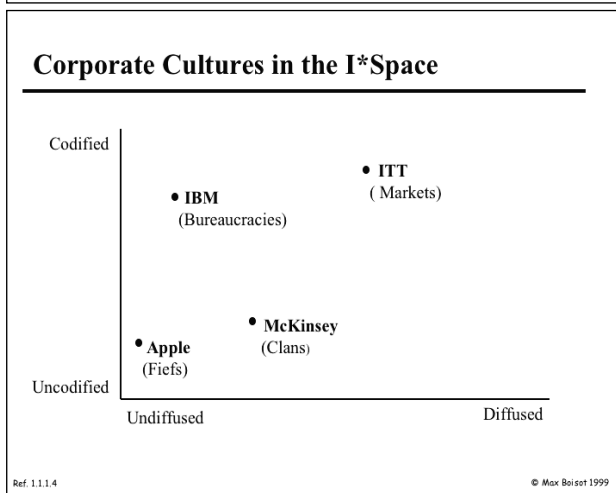 Corporate Cultures in the I*Space
Codified
• ITT
( Markets)
• IBM
(Bureaucracies)
• McKinsey
(Clans)
• Apple
(Fiefs)
Uncodified
Undiffused
Diffused
Ref. 1.1.1.4
© Max Boisot 1999